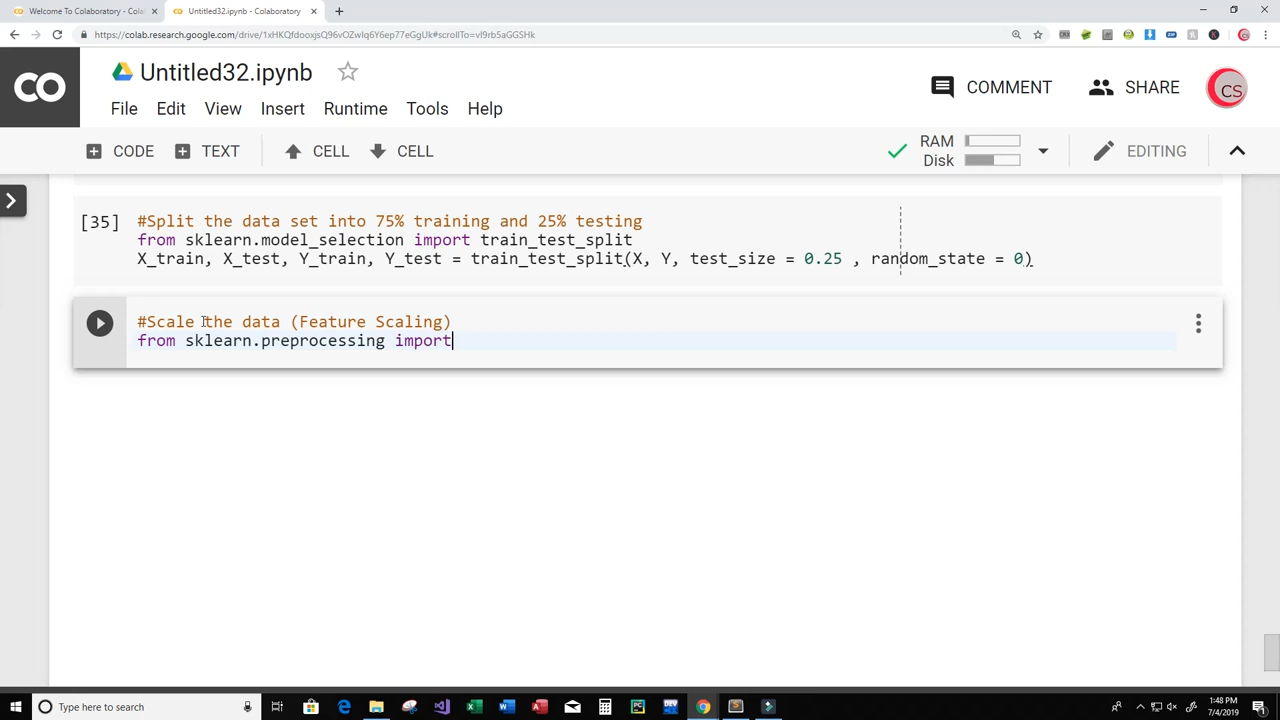 Welcome To Colaboratory - Cola
Untitled32.ipynb - Colaboratory
https://colab.research.google.com/drive/1xHKQfdooxjsQ96vOZwIq6Y6ep77eGgUk#scrollTo=vl9rb5aGGSHk
CO
Untitled32.ipynb
COMMENT
SHARE
CS
File Edit View Insert Runtime Tools Help
CODE TEXT CELL CELL
RAM
Disk
EDITING
[35] #Split the data set into 75% training and 25% testing
from sklearn.model_selection import train_test_split
X_train, X_test, Y_train, Y_test = train_test_split(X, Y, test_size = 0.25 , random_state = 0)
#Scale the data (Feature Scaling)
from sklearn.preprocessing import
Type here to search
1:48 PM
7/4/2019